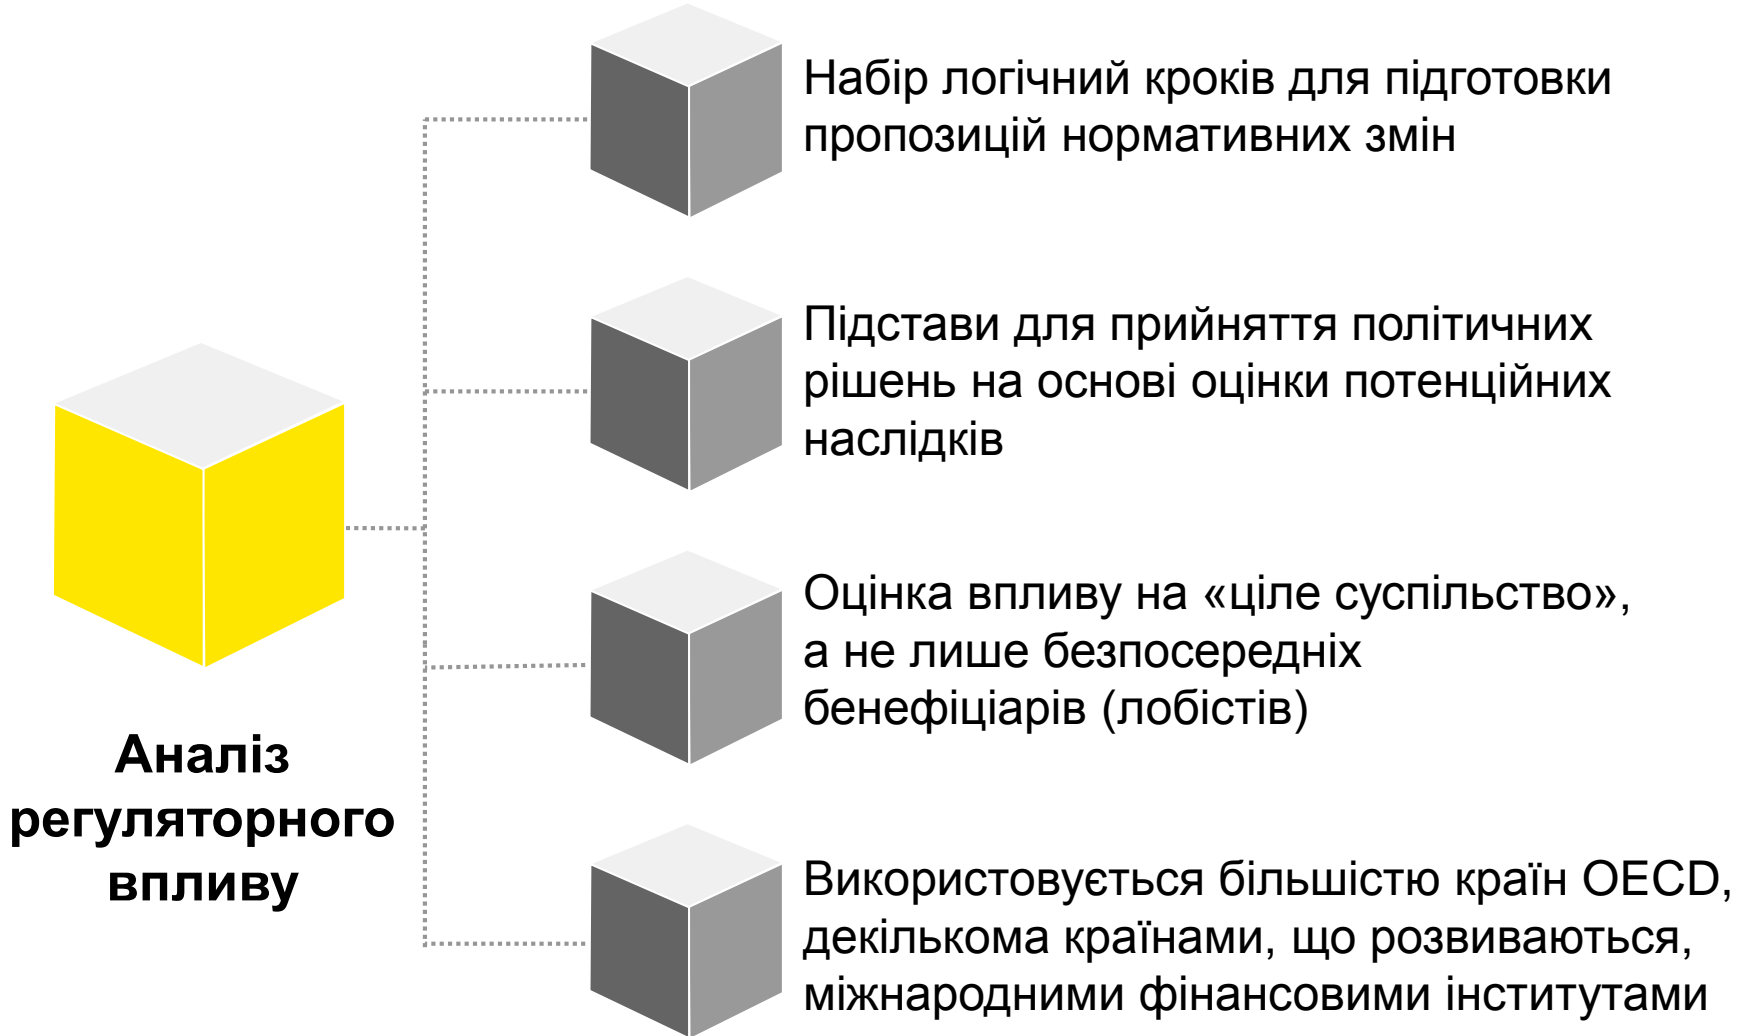 Набір логічний кроків для підготовки
пропозицій нормативних змін
Підстави для прийняття політичних
рішень на основі оцінки потенційних
наслідків
Оцінка впливу на «ціле суспільство»,
а не лише безпосередніх
бенефіціарів (лобістів)
Аналіз
регуляторного
впливу
Використовується більшістю країн OECD,
декількома країнами, що розвиваються,
міжнародними фінансовими інститутами